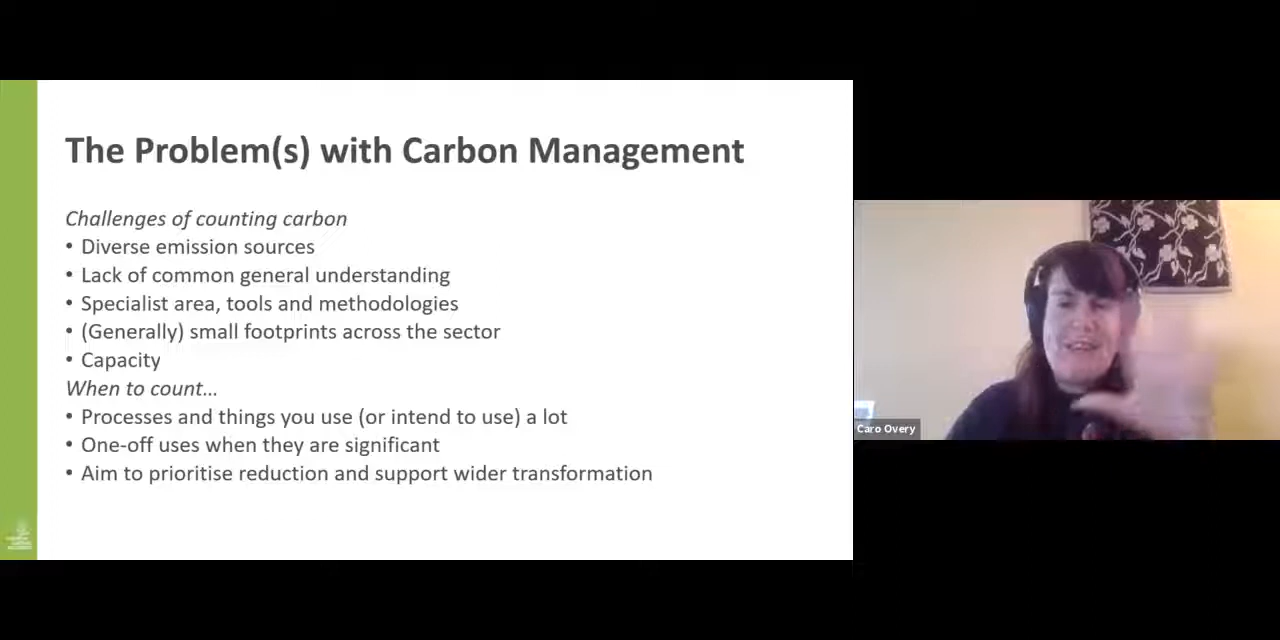 The Problem(s) with Carbon Management
Challenges of counting carbon
• Diverse emission sources
• Lack of common general understanding
• Specialist area, tools and methodologies
• (Generally) small footprints across the sector
• Capacity
When to count…
• Processes and things you use (or intend to use) a lot
• One-off uses when they are significant
• Aim to prioritise reduction and support wider transformation
Caro Overy